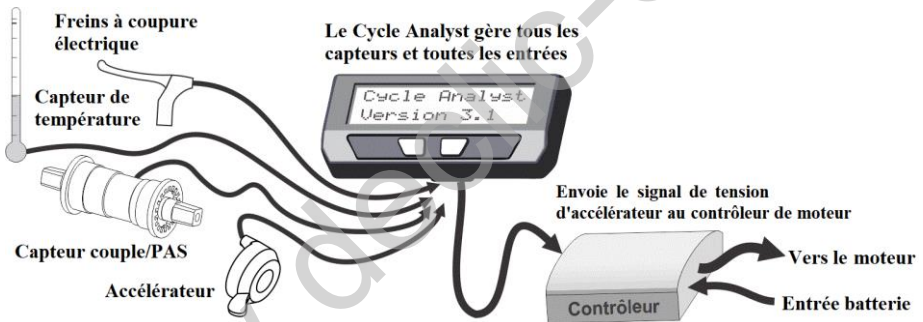 Freins à coupure
électrique
Le Cycle Analyst gère tous les
capteurs et toutes les entrées
Capteur de
température
Cycle Analyst
Version 3.1
Envoie le signal de tension
d'accélérateur au contrôleur de moteur
Capteur couple/PAS
Accélérateur
Vers le moteur
Contrôleur
Entrée batterie